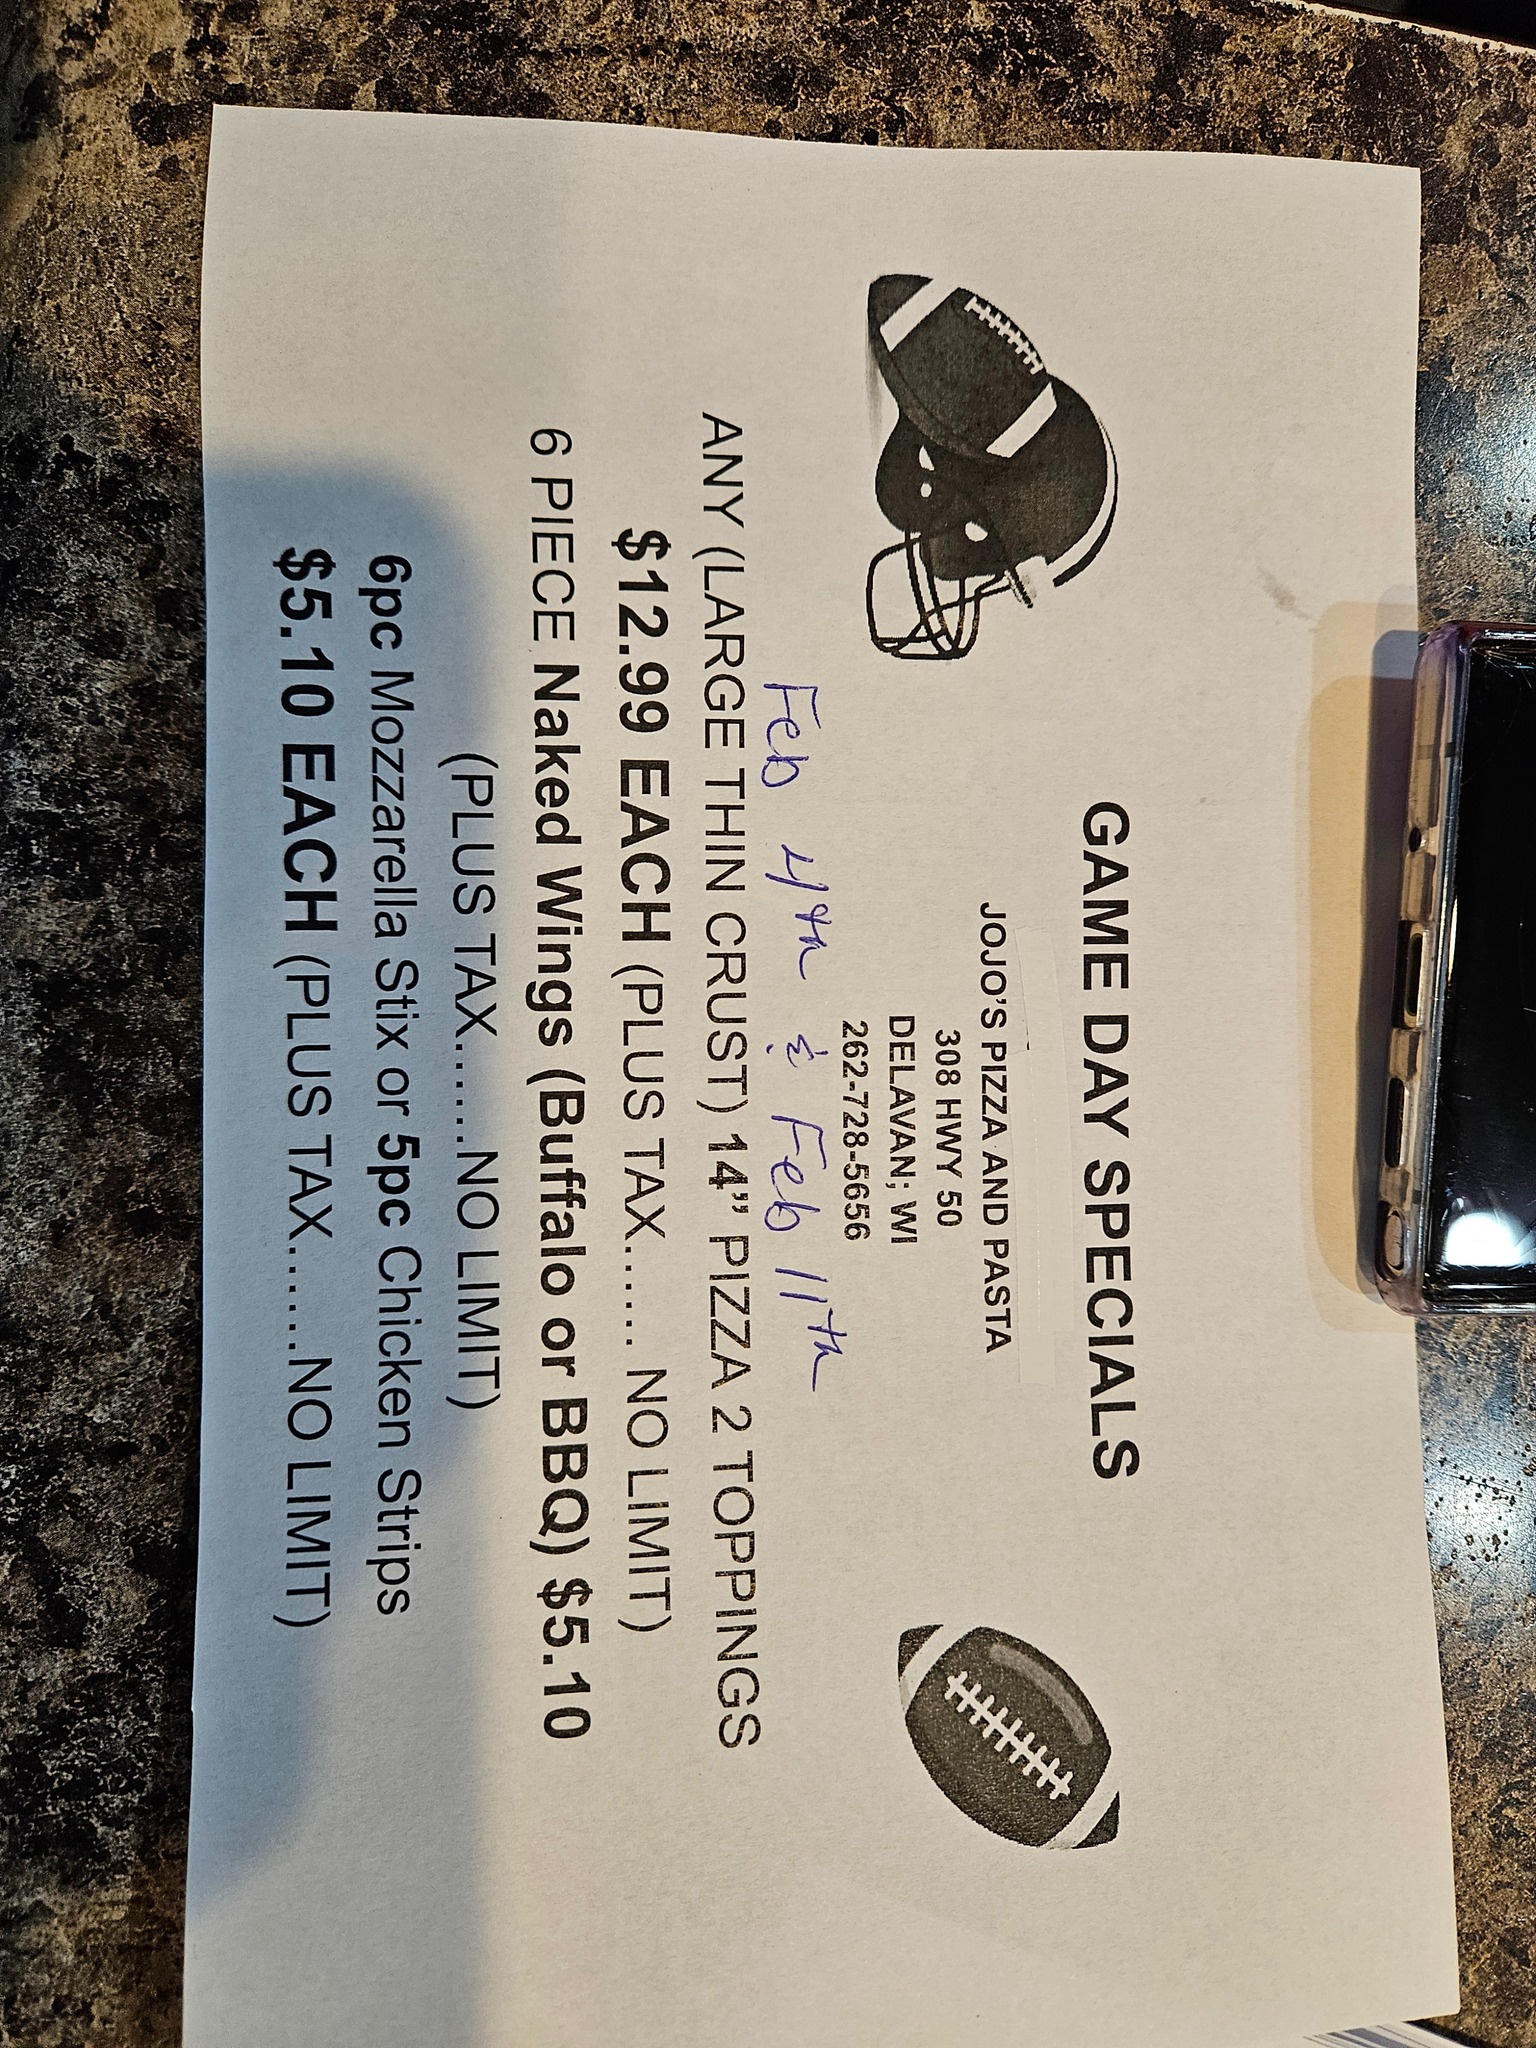 GAME DAY SPECIALS
JOJO'S PIZZA AND PASTA
308 HWY 50
DELAVAN; WI
262-728-5656
Feb 4th & Feb 11th
ANY (LARGE THIN CRUST) 14” PIZZA 2 TOPPINGS
$12.99 EACH (PLUS TAX...... NO LIMIT)
6 PIECE Naked Wings (Buffalo or BBQ) $5.10
(PLUS TAX.......NO LIMIT)
6pc Mozzarella Stix or 5pc Chicken Strips
$5.10 EACH (PLUS TAX.......NO LIMIT)